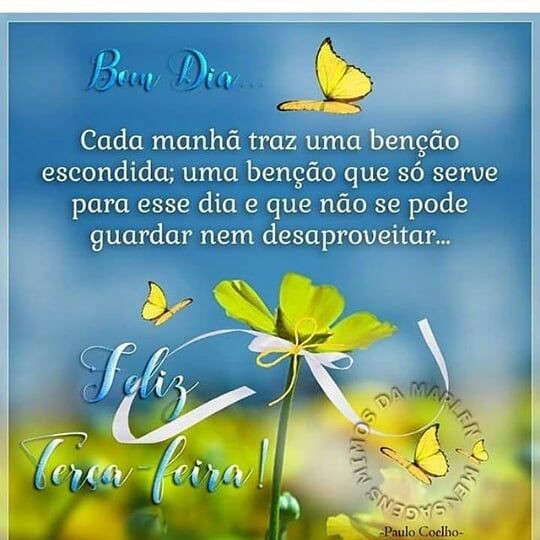 Bom Dia...
Cada manhã traz uma benção
escondida; uma benção que só serve
para esse dia e que não se pode
guardar nem desaproveitar...
Feliz
Terça-feira!
MENSAGENS MIMOS DA MARLEN
-Paulo Coelho-